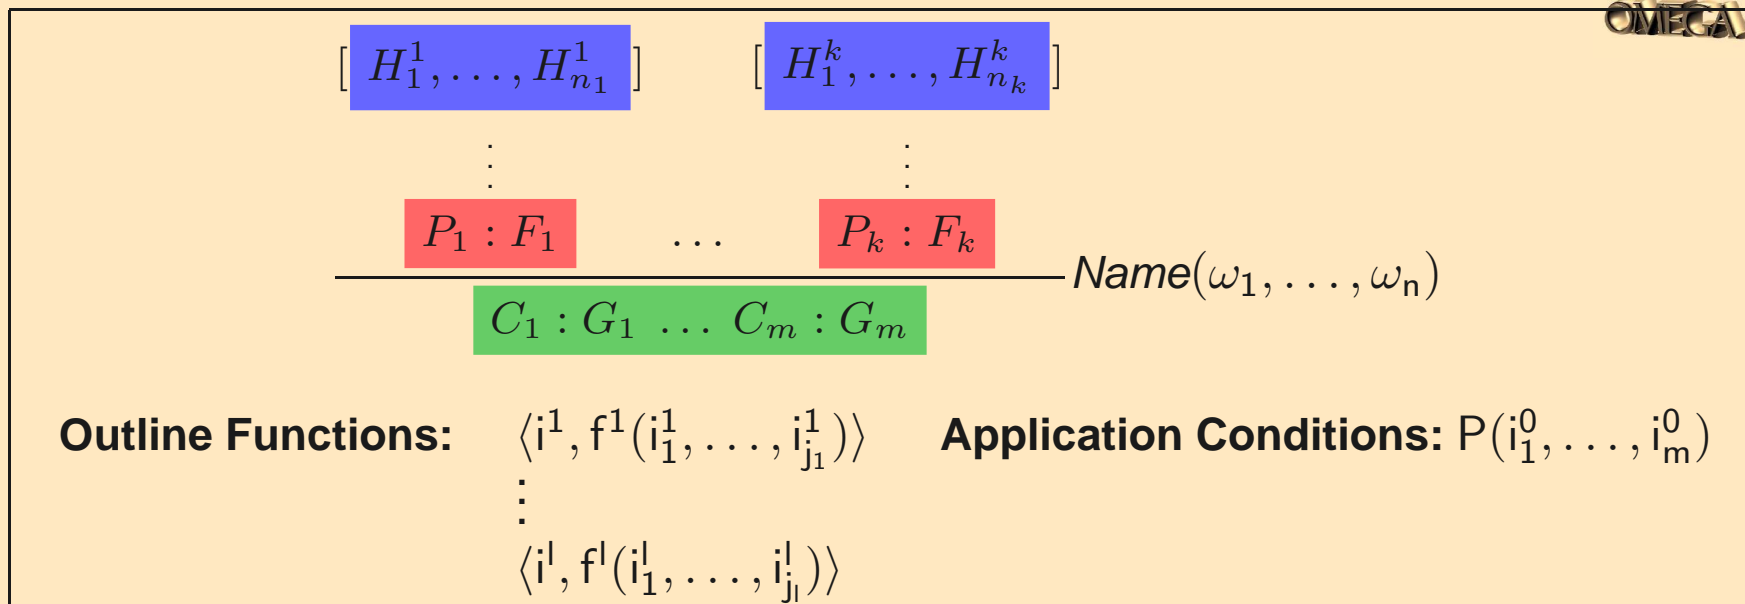 OMEGA
[ H^1_1, . . . , H^1_{n_1} ] [ H^k_1, . . . , H^k_{n_k} ]
⋮ ⋮
P_1 : F_1 . . . P_k : F_k
Name(ω_1, . . . , ω_n)
C_1 : G_1 . . . C_m : G_m
Outline Functions: ⟨i^1, f^1(i^1_1, . . . , i^1_{j_1})⟩ Application Conditions: P(i^0_1, . . . , i^0_m)
⋮
⟨i^l, f^l(i^l_1, . . . , i^l_{j_l})⟩